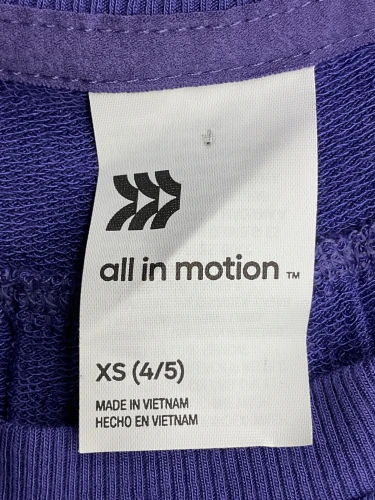 all in motion ™
XS (4/5)
MADE IN VIETNAM
HECHO EN VIETNAM